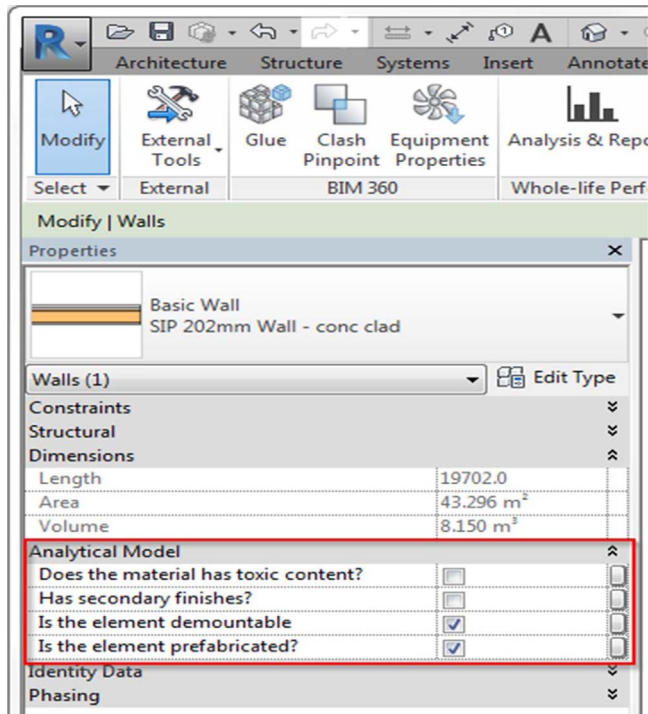 Architecture Structure Systems Insert Annotate
Modify External Tools Glue Clash Pinpoint Equipment Properties Analysis & Repo
Select External BIM 360 Whole-life Perf
Modify | Walls
Properties
Basic Wall
SIP 202mm Wall - conc clad
Walls (1) Edit Type
Constraints
Structural
Dimensions
Length 19702.0
Area 43.296 m²
Volume 8.150 m³
Analytical Model
Does the material has toxic content?
Has secondary finishes?
Is the element demountable
Is the element prefabricated?
Identity Data
Phasing